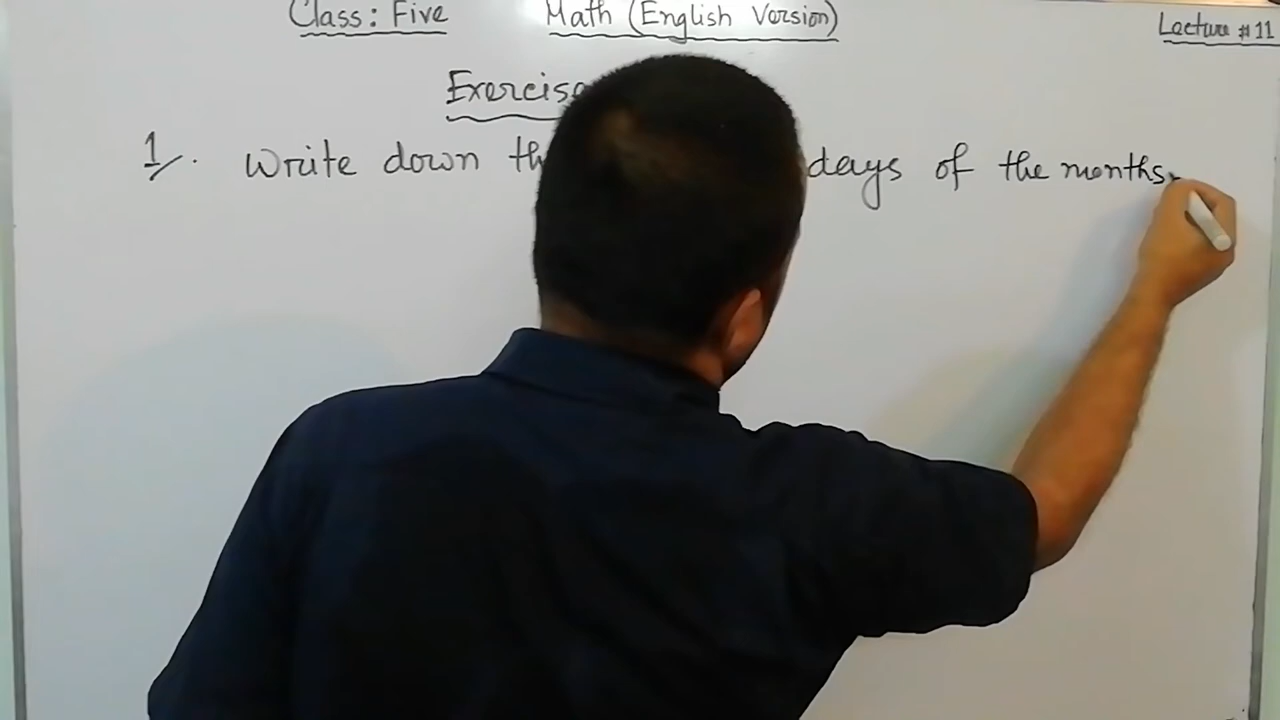 Class: Five Math (English Version) Lecture #11
Exercise
1/. Write down the days of the months.